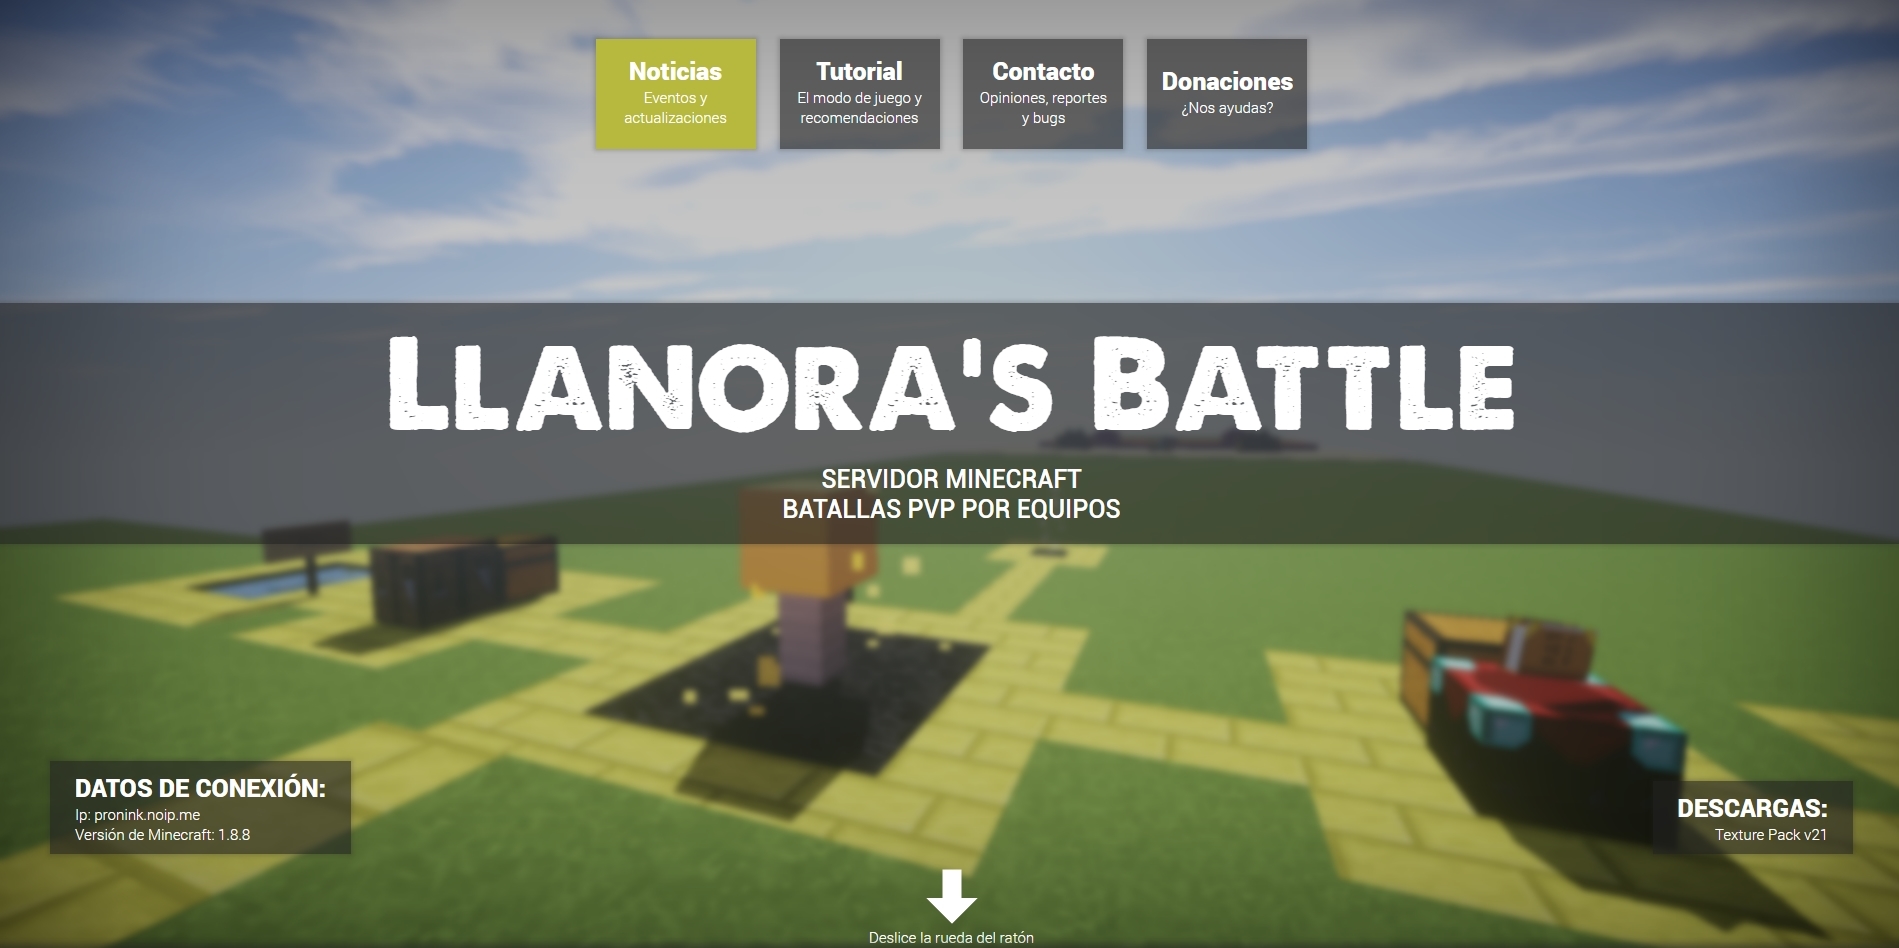 Noticias
Eventos y
actualizaciones
Tutorial
El modo de juego y
recomendaciones
Contacto
Opiniones, reportes
y bugs
Donaciones
¿Nos ayudas?
LLANORA'S BATTLE
SERVIDOR MINECRAFT
BATALLAS PVP POR EQUIPOS
DATOS DE CONEXIÓN:
Ip: pronink.noip.me
Versión de Minecraft: 1.8.8
DESCARGAS:
Texture Pack v21
Deslice la rueda del ratón